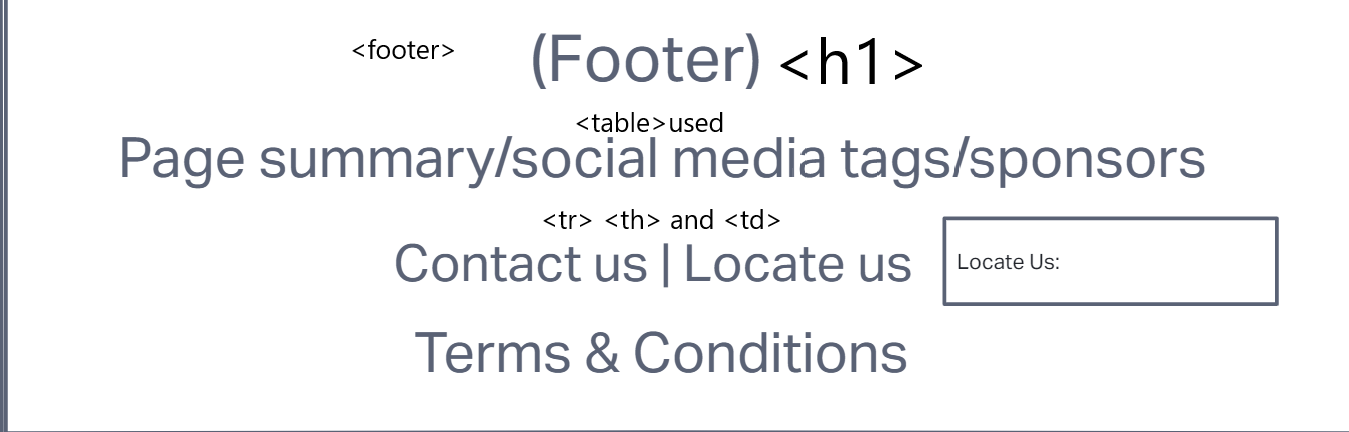 <footer> (Footer) <h1>
<table>used
Page summary/social media tags/sponsors
<tr> <th> and <td>
Contact us | Locate us
Locate Us:
Terms & Conditions